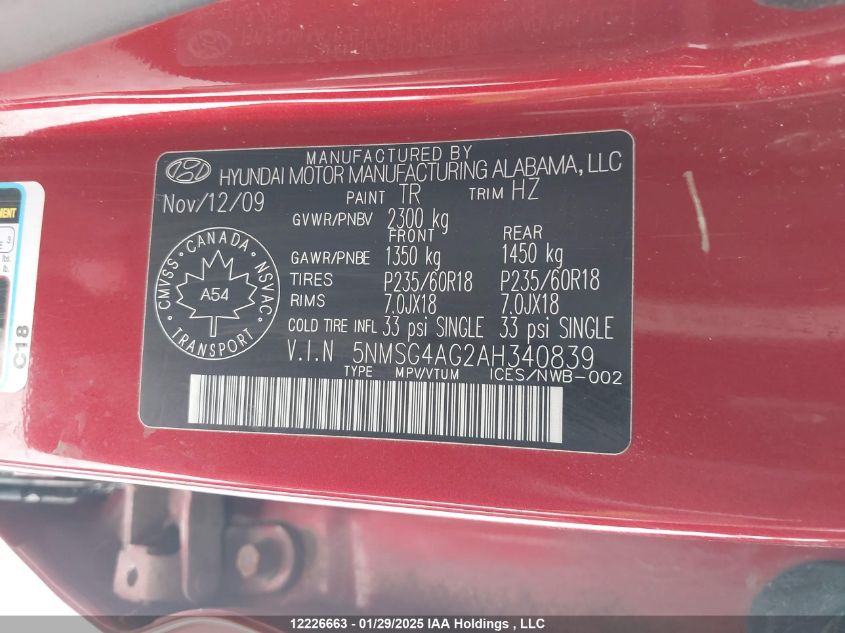 MANUFACTURED BY
HYUNDAI MOTOR MANUFACTURING ALABAMA, LLC
Nov/12/09 PAINT TR TRIM HZ
GVWR/PNBV 2300 kg
FRONT REAR
GAWR/PNBE 1350 kg 1450 kg
TIRES P235/60R18 P235/60R18
RIMS 7.0JX18 7.0JX18
COLD TIRE INFL 33 psi SINGLE 33 psi SINGLE
V.I.N 5NMSG4AG2AH340839
TYPE MPV/VTUM ICES/NWB-002
CANADA
CMVSS NSVAC
A54
TRANSPORT
C18
lbs.
lb.
12226663 - 01/29/2025 IAA Holdings , LLC